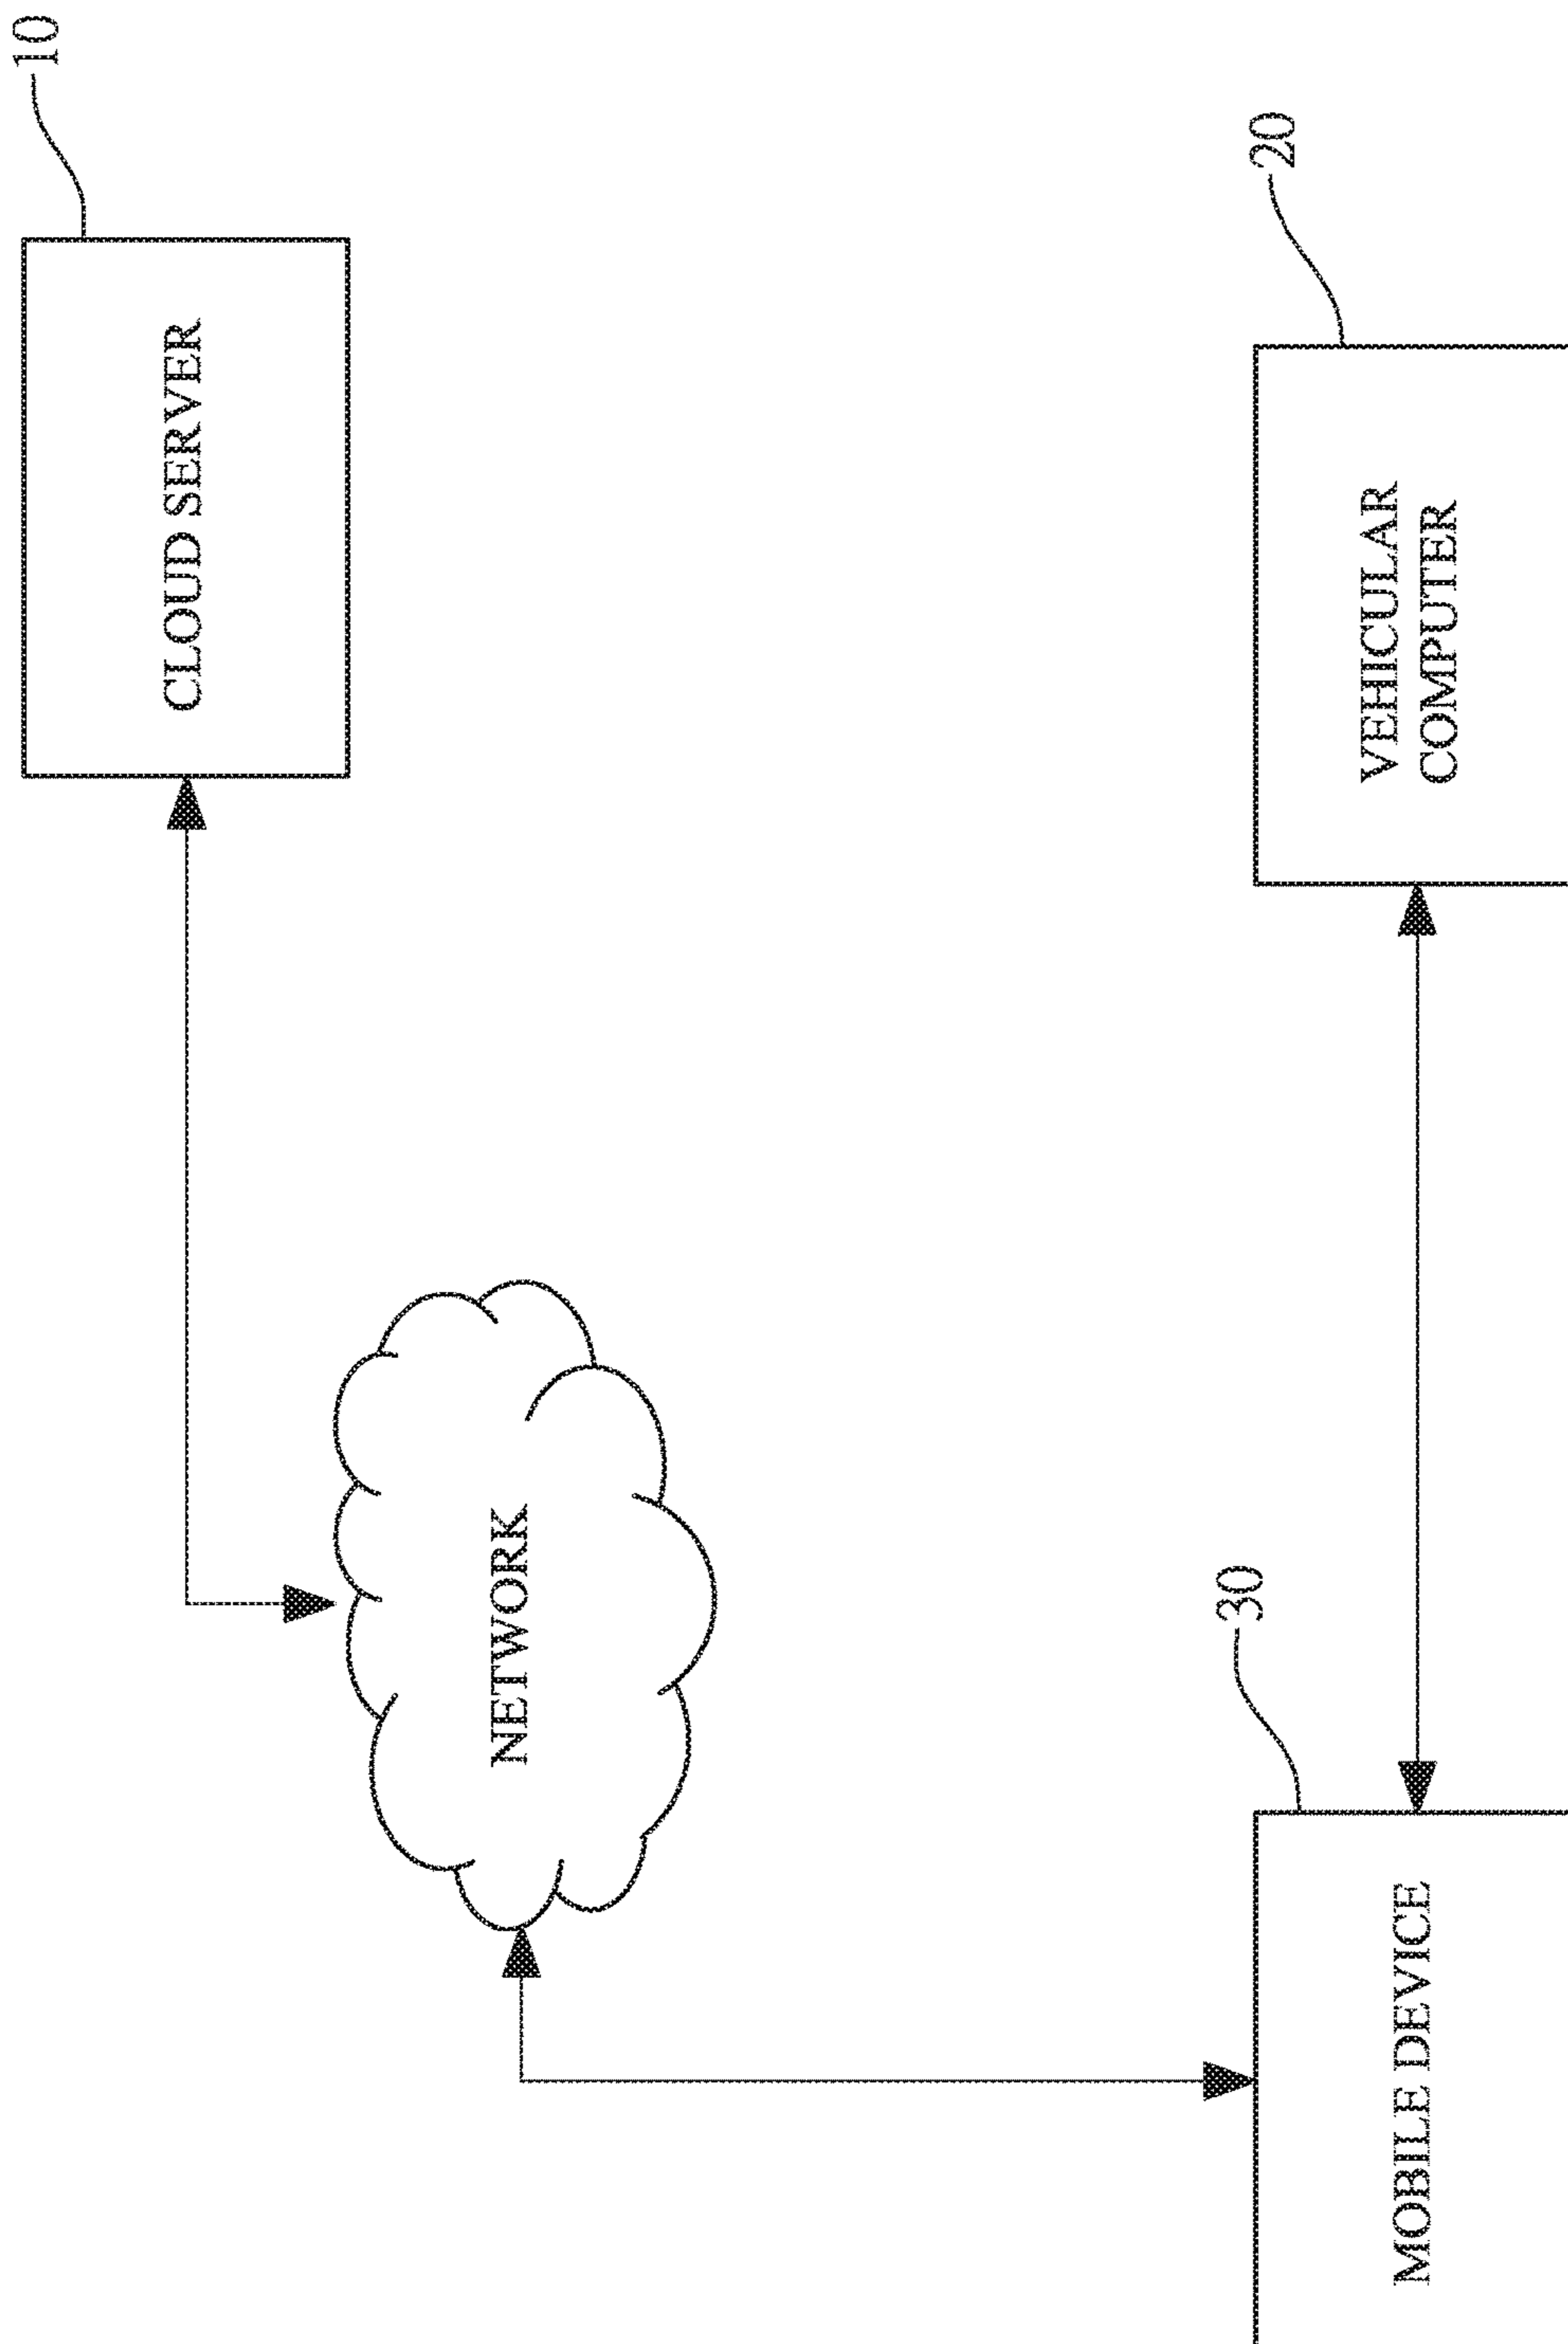 10
CLOUD SERVER
NETWORK
20
VEHICULAR
COMPUTER
30
MOBILE DEVICE